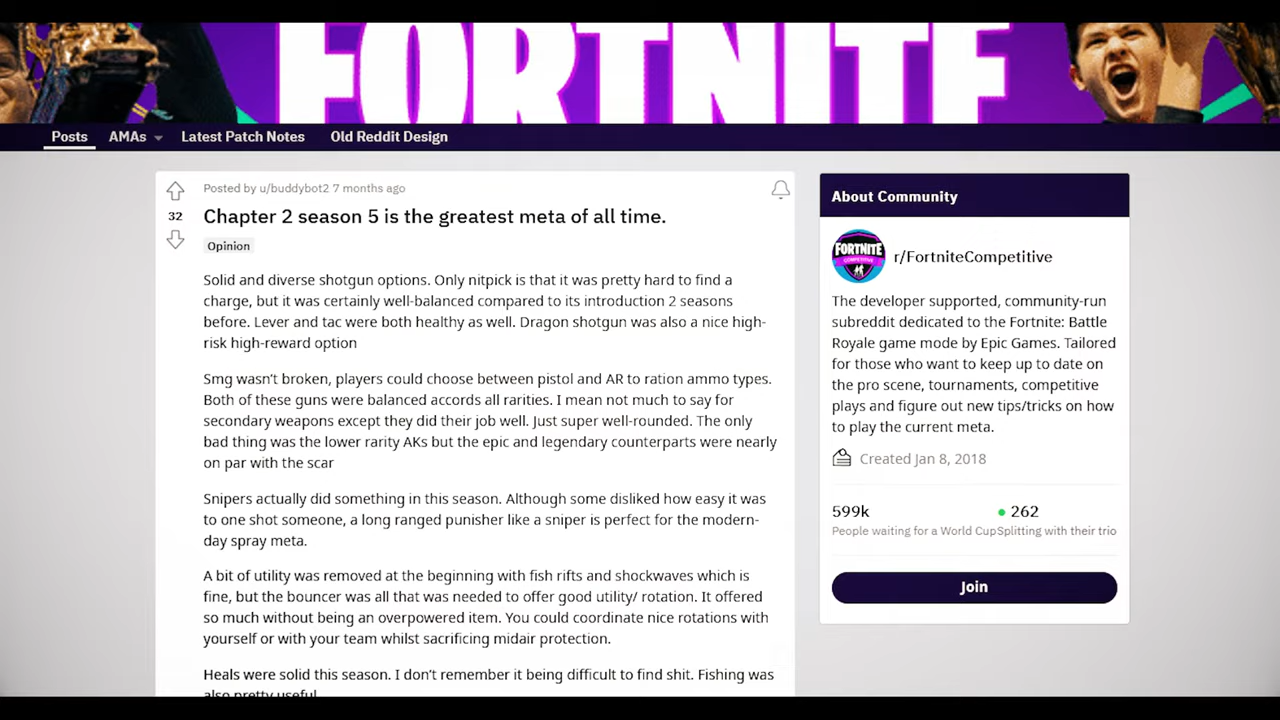 FORTNITE
Posts
AMAs
Latest Patch Notes
Old Reddit Design
Posted by u/buddybot2 7 months ago
32
Chapter 2 season 5 is the greatest meta of all time.
Opinion
Solid and diverse shotgun options. Only nitpick is that it was pretty hard to find a
charge, but it was certainly well-balanced compared to its introduction 2 seasons
before. Lever and tac were both healthy as well. Dragon shotgun was also a nice high-
risk high-reward option
Smg wasn't broken, players could choose between pistol and AR to ration ammo types.
Both of these guns were balanced accords all rarities. I mean not much to say for
secondary weapons except they did their job well. Just super well-rounded. The only
bad thing was the lower rarity AKs but the epic and legendary counterparts were nearly
on par with the scar
Snipers actually did something in this season. Although some disliked how easy it was
to one shot someone, a long ranged punisher like a sniper is perfect for the modern-
day spray meta.
A bit of utility was removed at the beginning with fish rifts and shockwaves which is
fine, but the bouncer was all that was needed to offer good utility/ rotation. It offered
so much without being an overpowered item. You could coordinate nice rotations with
yourself or with your team whilst sacrificing midair protection.
Heals were solid this season. I don't remember it being difficult to find shit. Fishing was
also pretty useful
About Community
FORTNITE
COMPETITIVE
r/FortniteCompetitive
The developer supported, community-run
subreddit dedicated to the Fortnite: Battle
Royale game mode by Epic Games. Tailored
for those who want to keep up to date on
the pro scene, tournaments, competitive
plays and figure out new tips/tricks on how
to play the current meta.
Created Jan 8, 2018
599k
262
People waiting for a World Cup
Splitting with their trio
Join